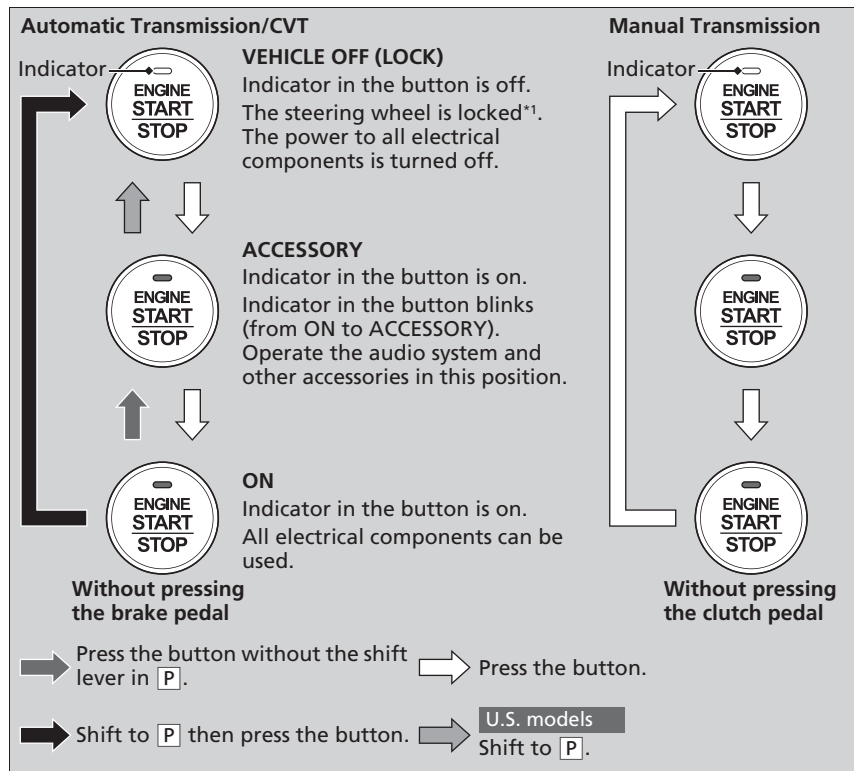 Automatic Transmission/CVT
Manual Transmission
Indicator
ENGINE
START
STOP
VEHICLE OFF (LOCK)
Indicator in the button is off.
The steering wheel is locked*1.
The power to all electrical
components is turned off.
Indicator
ENGINE
START
STOP
ENGINE
START
STOP
ACCESSORY
Indicator in the button is on.
Indicator in the button blinks
(from ON to ACCESSORY).
Operate the audio system and
other accessories in this position.
ENGINE
START
STOP
ENGINE
START
STOP
ON
Indicator in the button is on.
All electrical components can be
used.
ENGINE
START
STOP
Without pressing
the brake pedal
Without pressing
the clutch pedal
Press the button without the shift
lever in P.
Press the button.
Shift to P then press the button.
U.S. models
Shift to P.